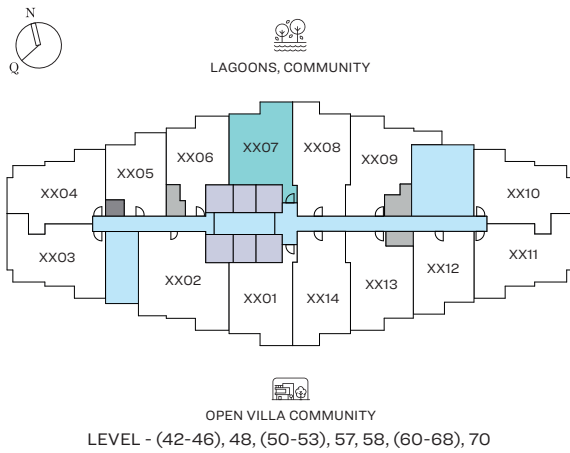 N
Q
LAGOONS, COMMUNITY
XX07
XX08
XX06
XX09
XX05
XX04
XX10
XX03
XX11
XX02
XX12
XX01
XX14
XX13
OPEN VILLA COMMUNITY
LEVEL - (42-46), 48, (50-53), 57, 58, (60-68), 70